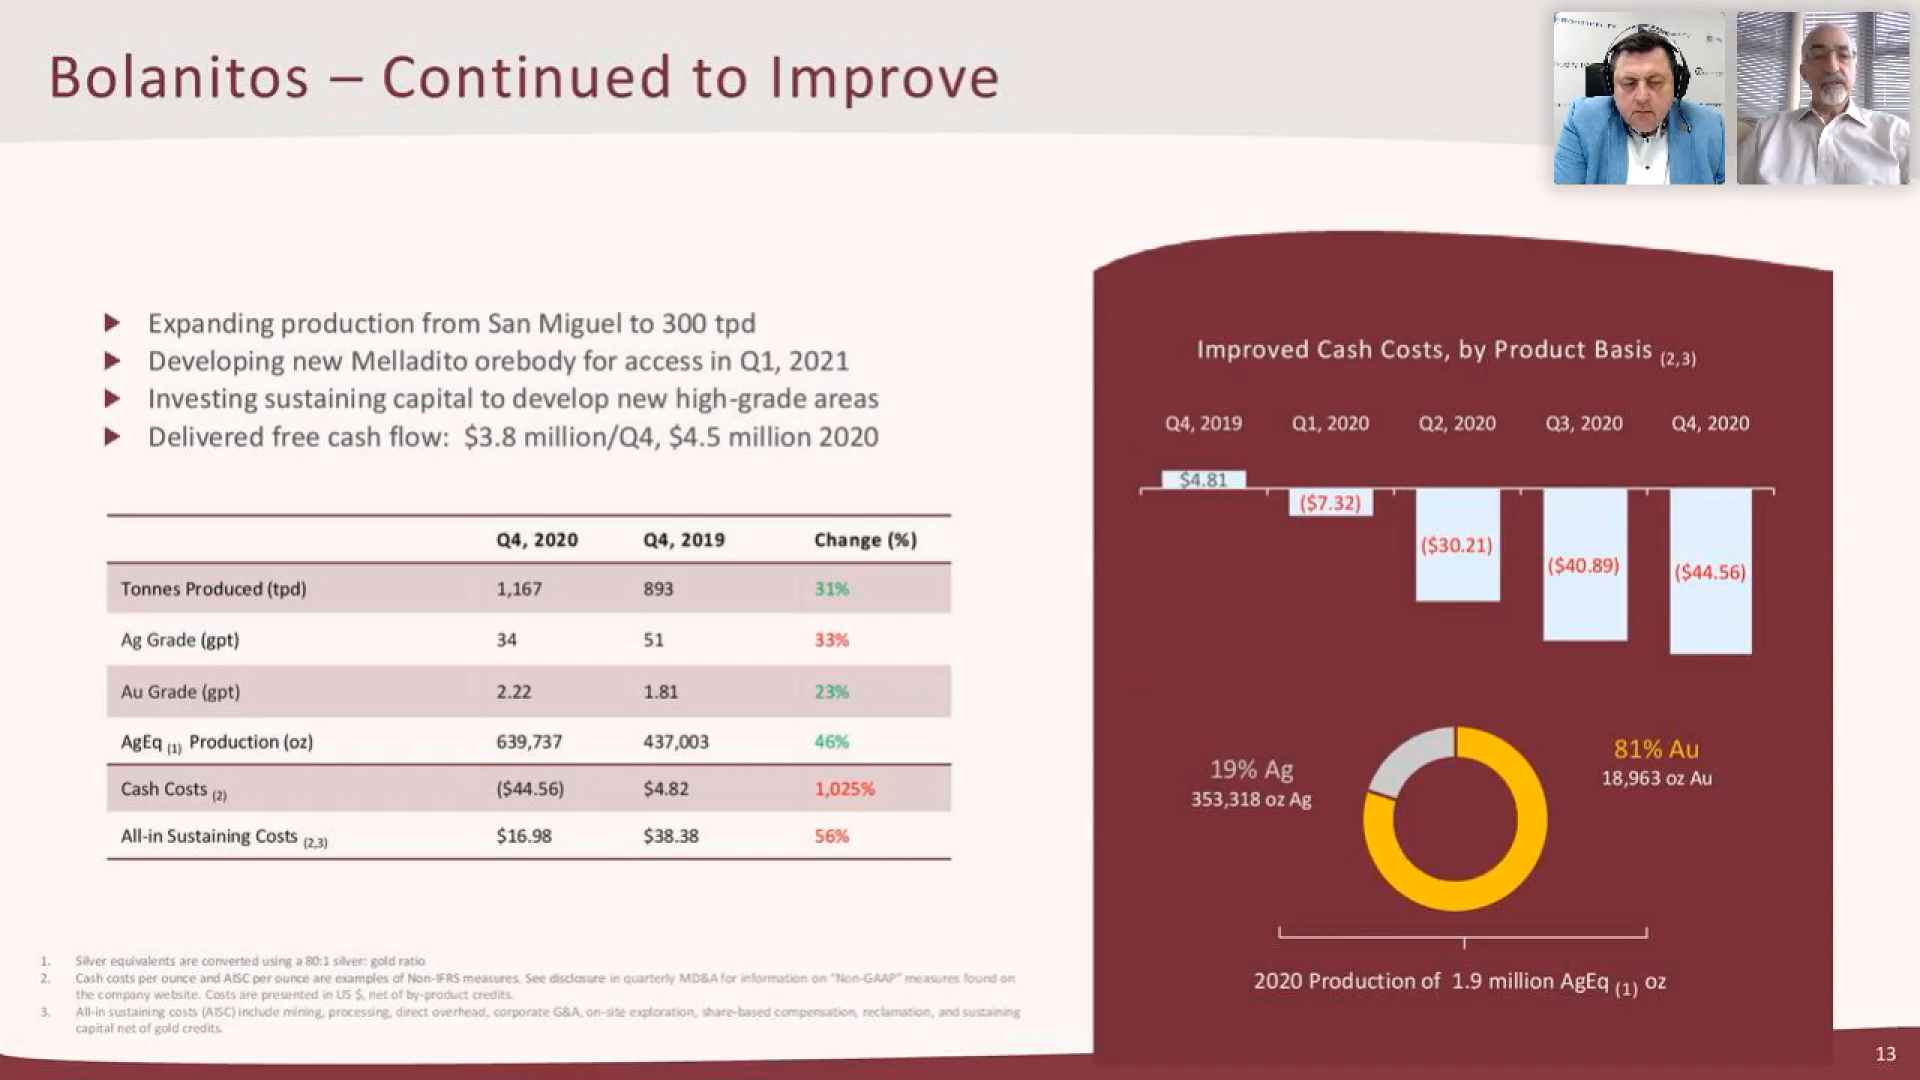 Bolanitos – Continued to Improve
Expanding production from San Miguel to 300 tpd
Developing new Melladito orebody for access in Q1, 2021
Investing sustaining capital to develop new high-grade areas
Delivered free cash flow: $3.8 million/Q4, $4.5 million 2020
Q4, 2020 Q4, 2019 Change (%)
Tonnes Produced (tpd) 1,167 893 31%
Ag Grade (gpt) 34 51 33%
Au Grade (gpt) 2.22 1.81 23%
AgEq (1) Production (oz) 639,737 437,003 46%
Cash Costs (2) ($44.56) $4.82 1,025%
All-in Sustaining Costs (2,3) $16.98 $38.38 56%
1. Silver equivalents are converted using a 80:1 silver: gold ratio
2. Cash costs per ounce and AISC per ounce are examples of Non-IFRS measures. See disclosure in quarterly MD&A for information on "Non-GAAP" measures found on
the company website. Costs are presented in US $, net of by-product credits.
3. All-in sustaining costs (AISC) include mining, processing, direct overhead, corporate G&A, on-site exploration, share-based compensation, reclamation, and sustaining
capital net of gold credits.
Improved Cash Costs, by Product Basis (2,3)
Q4, 2019 Q1, 2020 Q2, 2020 Q3, 2020 Q4, 2020
$4.81
($7.32)
($30.21)
($40.89)
($44.56)
19% Ag
353,318 oz Ag
81% Au
18,963 oz Au
2020 Production of 1.9 million AgEq (1) oz
13